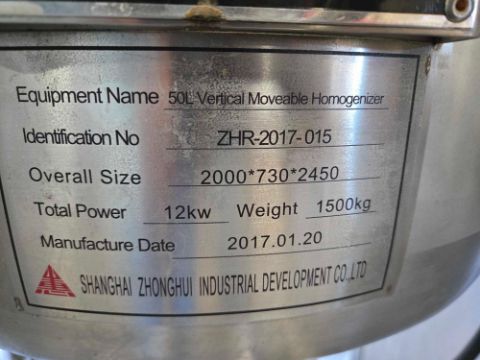 Equipment Name 50L Vertical Moveable Homogenizer
Identification No ZHR-2017-015
Overall Size 2000*730*2450
Total Power 12kw Weight 1500kg
Manufacture Date 2017.01.20
SHANGHAI ZHONGHUI INDUSTRIAL DEVELOPMENT CO.,LTD